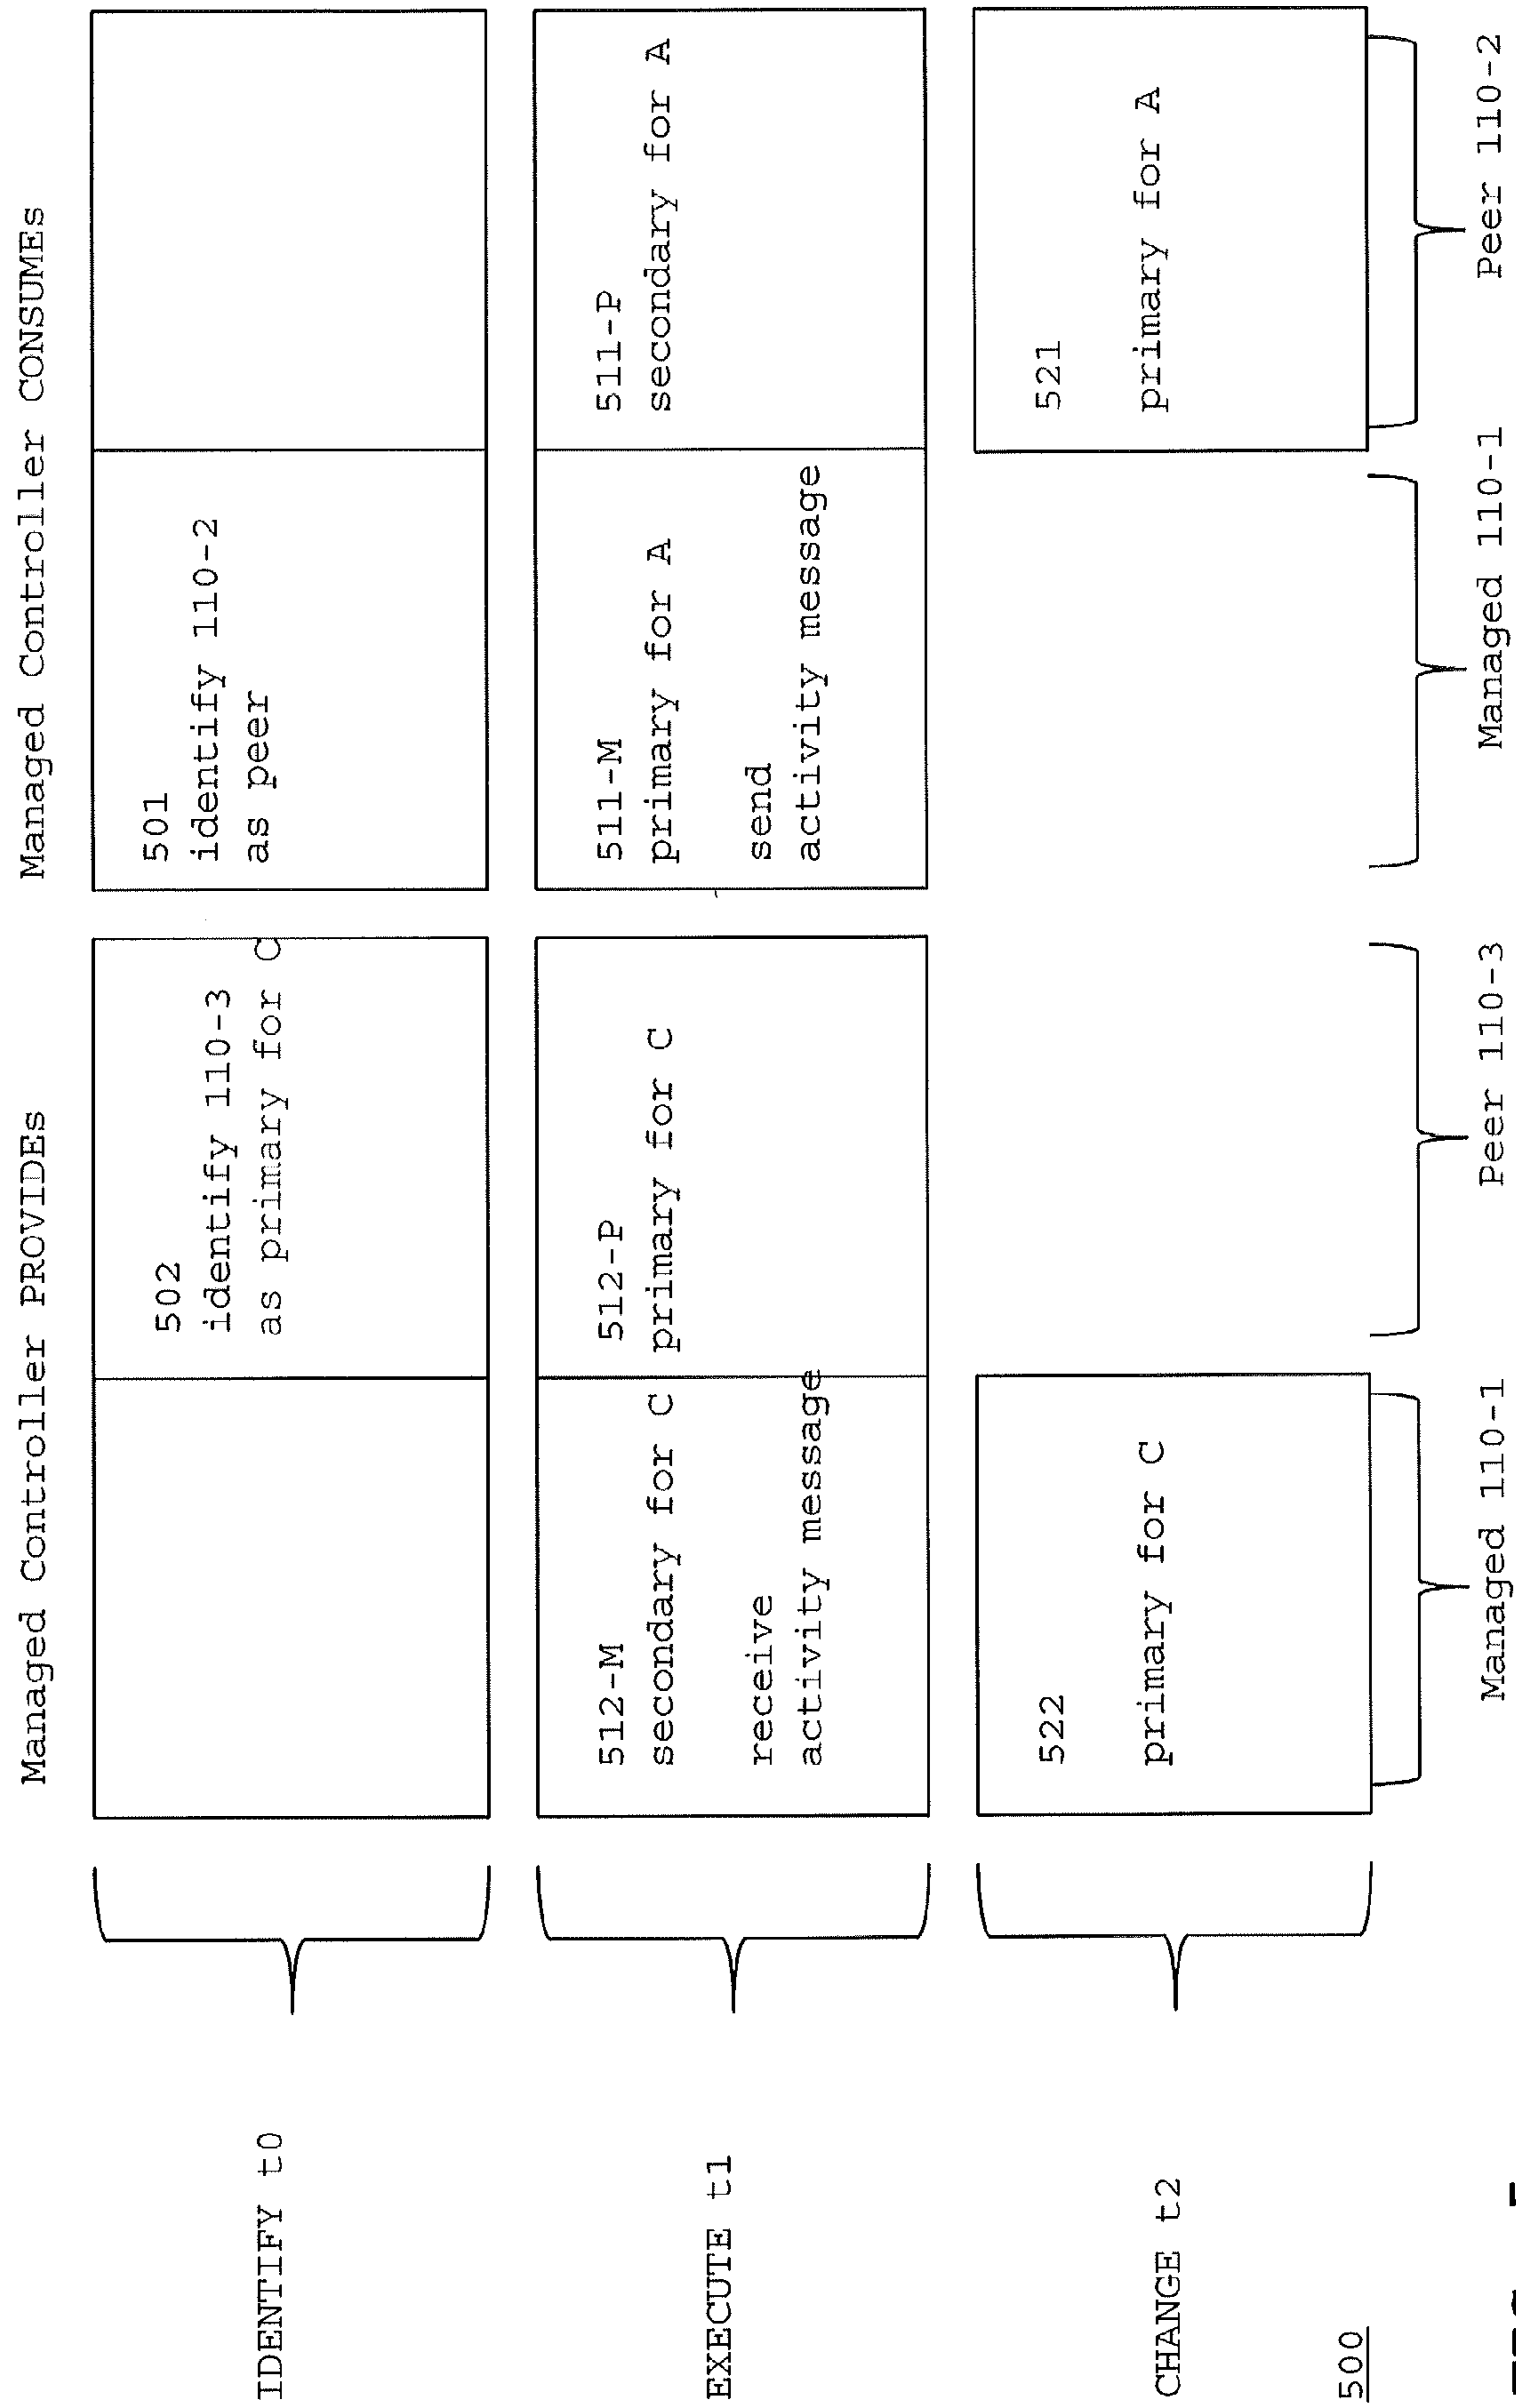 Managed Controller PROVIDEs
Managed Controller CONSUMEs
IDENTIFY t0
502
identify 110-3
as primary for C
501
identify 110-2
as peer
EXECUTE t1
512-M
secondary for C
receive
activity message
512-P
primary for C
511-M
primary for A
send
activity message
511-P
secondary for A
CHANGE t2
522
primary for C
521
primary for A
500
Managed 110-1
Peer 110-3
Managed 110-1
Peer 110-2